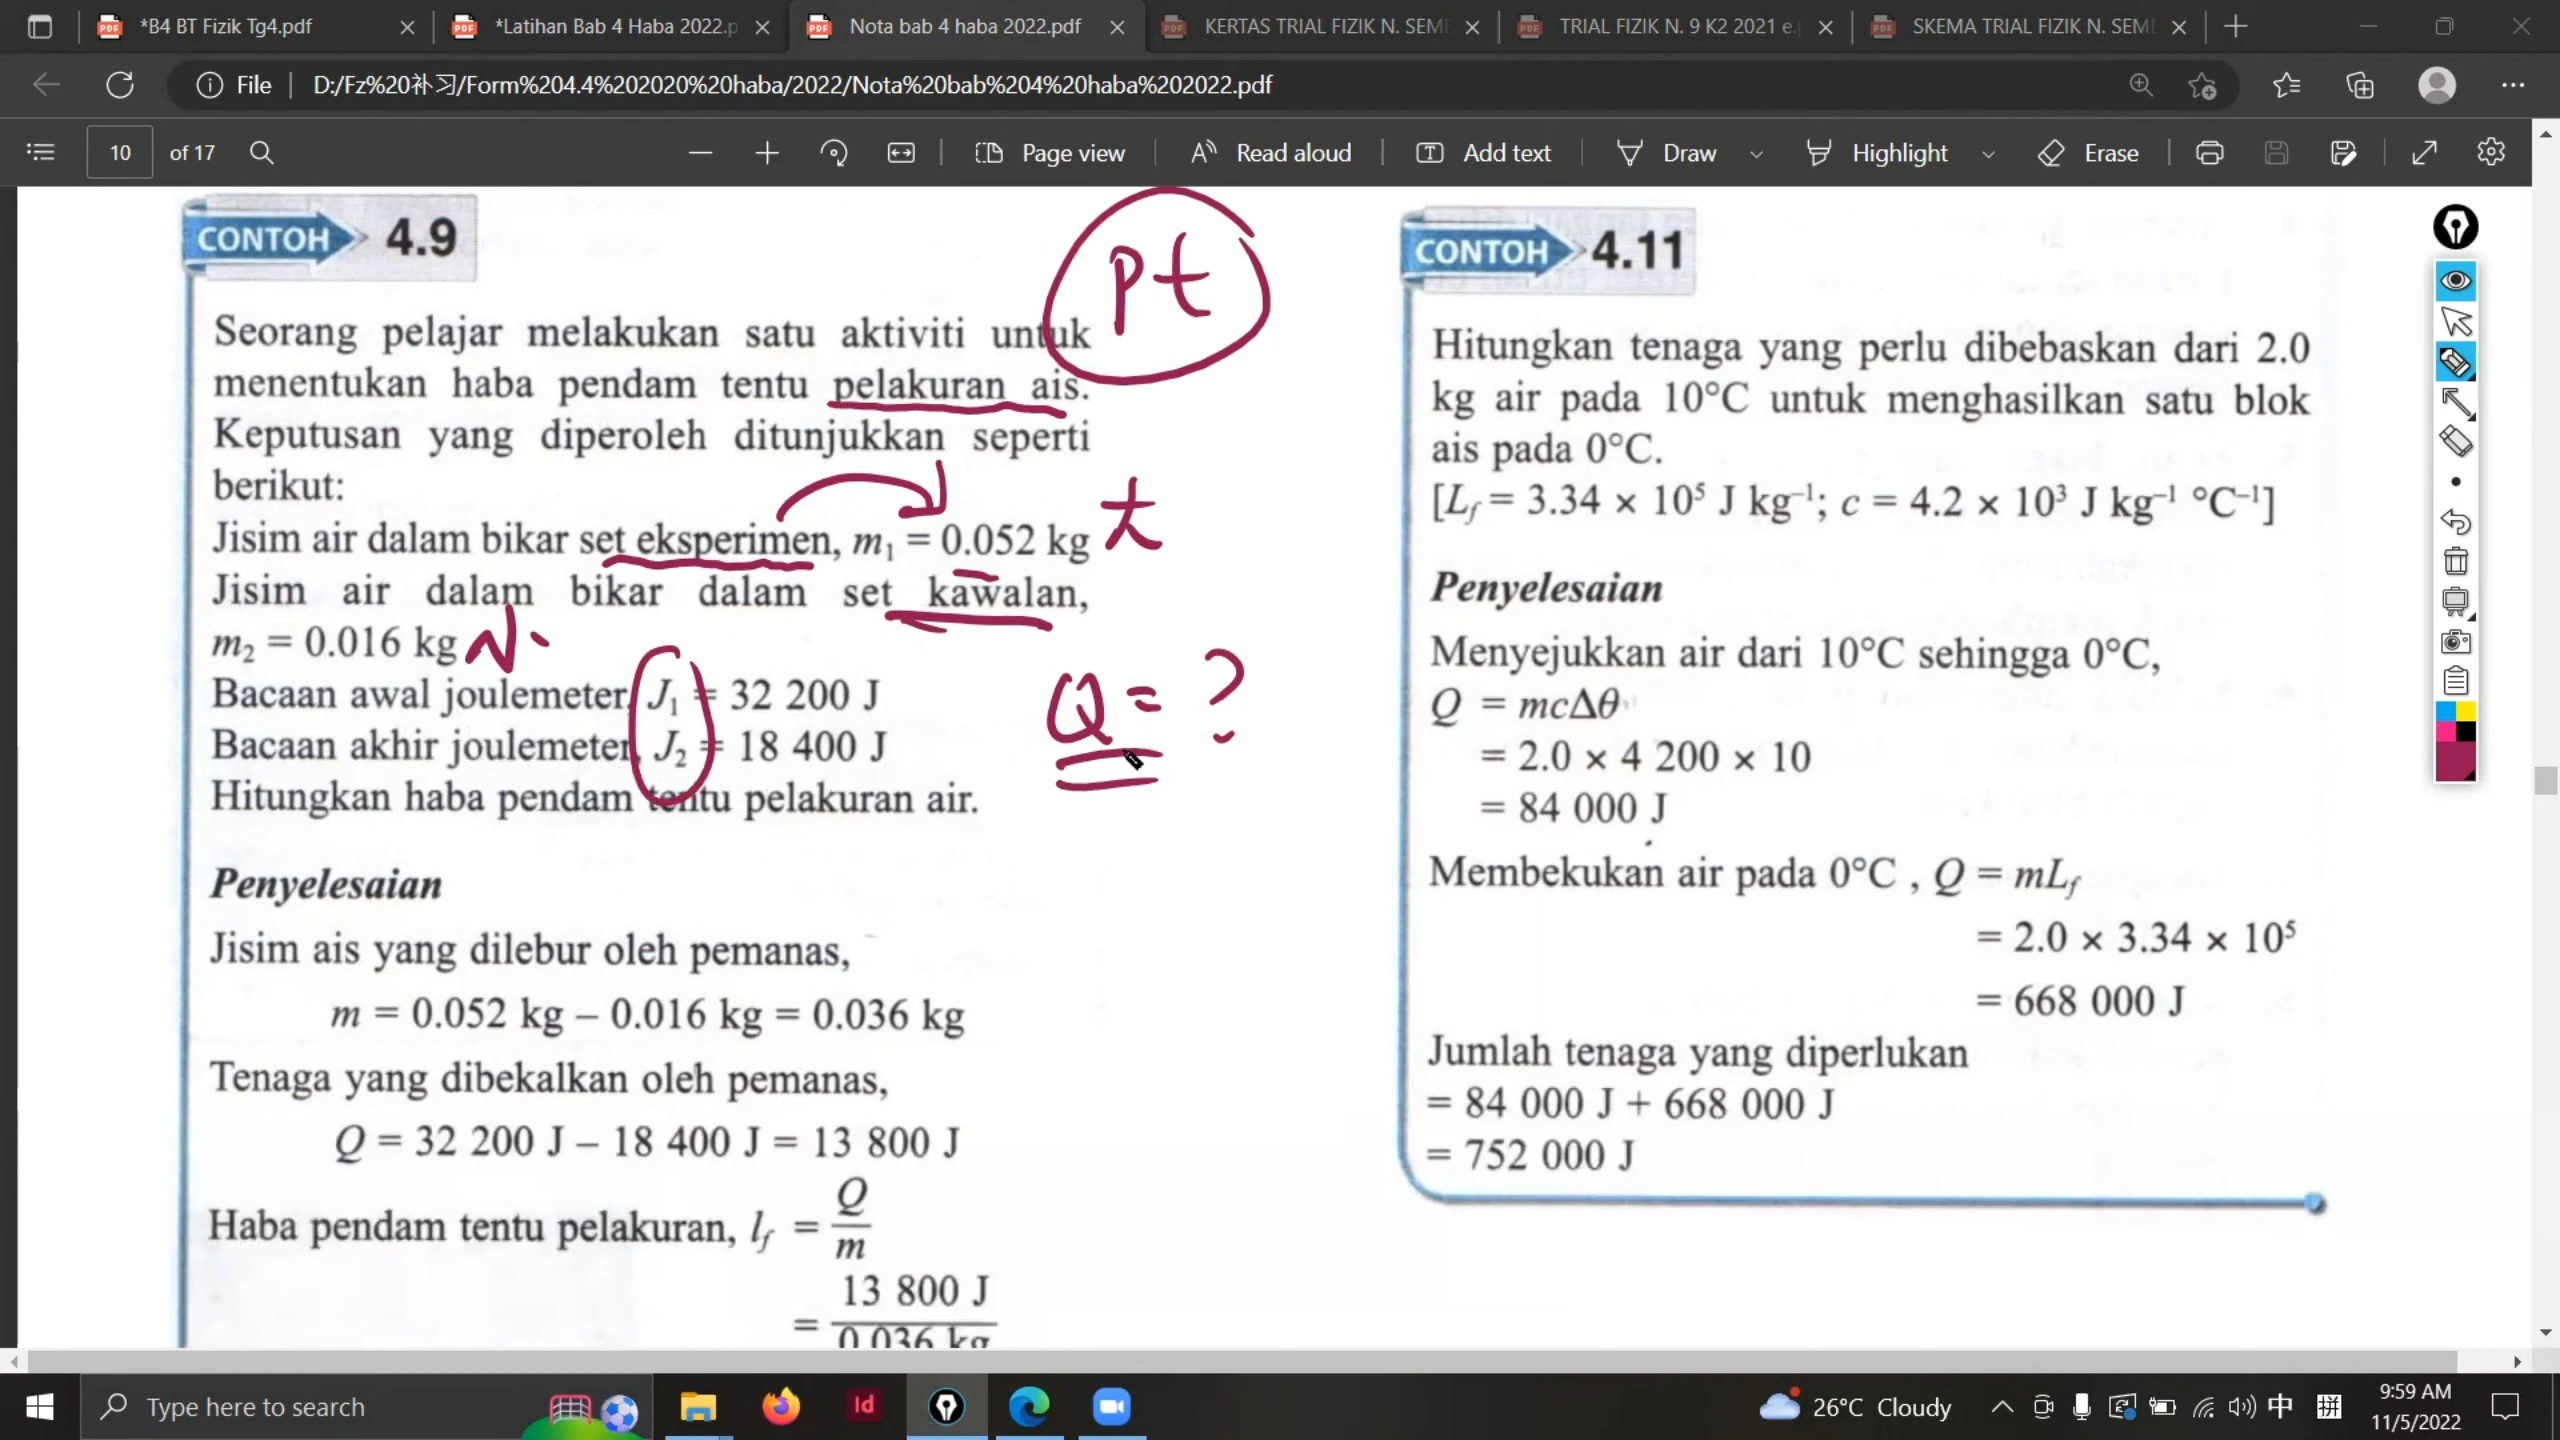 *B4 BT Fizik Tg4.pdf
*Latihan Bab 4 Haba 2022.p
Nota bab 4 haba 2022.pdf
KERTAS TRIAL FIZIK N. SEM
TRIAL FIZIK N. 9 K2 2021 e.
SKEMA TRIAL FIZIK N. SEM
File
D:/Fz%20补习/Form%204.4%202020%20haba/2022/Nota%20bab%204%20haba%202022.pdf
10 of 17
Page view
Read aloud
Add text
Draw
Highlight
Erase
CONTOH 4.9
pt
Seorang pelajar melakukan satu aktiviti untuk
menentukan haba pendam tentu pelakuran ais.
Keputusan yang diperoleh ditunjukkan seperti
berikut:
Jisim air dalam bikar set eksperimen, m₁ = 0.052 kg t
Jisim air dalam bikar dalam set kawalan,
m₂ = 0.016 kg
Bacaan awal joulemeter, J₁ = 32 200 J
Q = ?
Bacaan akhir joulemeter, J₂ = 18 400 J
Hitungkan haba pendam tentu pelakuran air.
Penyelesaian
Jisim ais yang dilebur oleh pemanas,
m = 0.052 kg – 0.016 kg = 0.036 kg
Tenaga yang dibekalkan oleh pemanas,
Q = 32 200 J – 18 400 J = 13 800 J
Haba pendam tentu pelakuran, lf = Q/m
= 13 800 J / 0.036 kg
CONTOH 4.11
Hitungkan tenaga yang perlu dibebaskan dari 2.0
kg air pada 10°C untuk menghasilkan satu blok
ais pada 0°C.
[Lf = 3.34 × 10⁵ J kg⁻¹; c = 4.2 × 10³ J kg⁻¹ °C⁻¹]
Penyelesaian
Menyejukkan air dari 10°C sehingga 0°C,
Q = mcΔθ
= 2.0 × 4 200 × 10
= 84 000 J
Membekukan air pada 0°C , Q = mLf
= 2.0 × 3.34 × 10⁵
= 668 000 J
Jumlah tenaga yang diperlukan
= 84 000 J + 668 000 J
= 752 000 J
Type here to search
Id
26°C Cloudy
中
拼
9:59 AM
11/5/2022